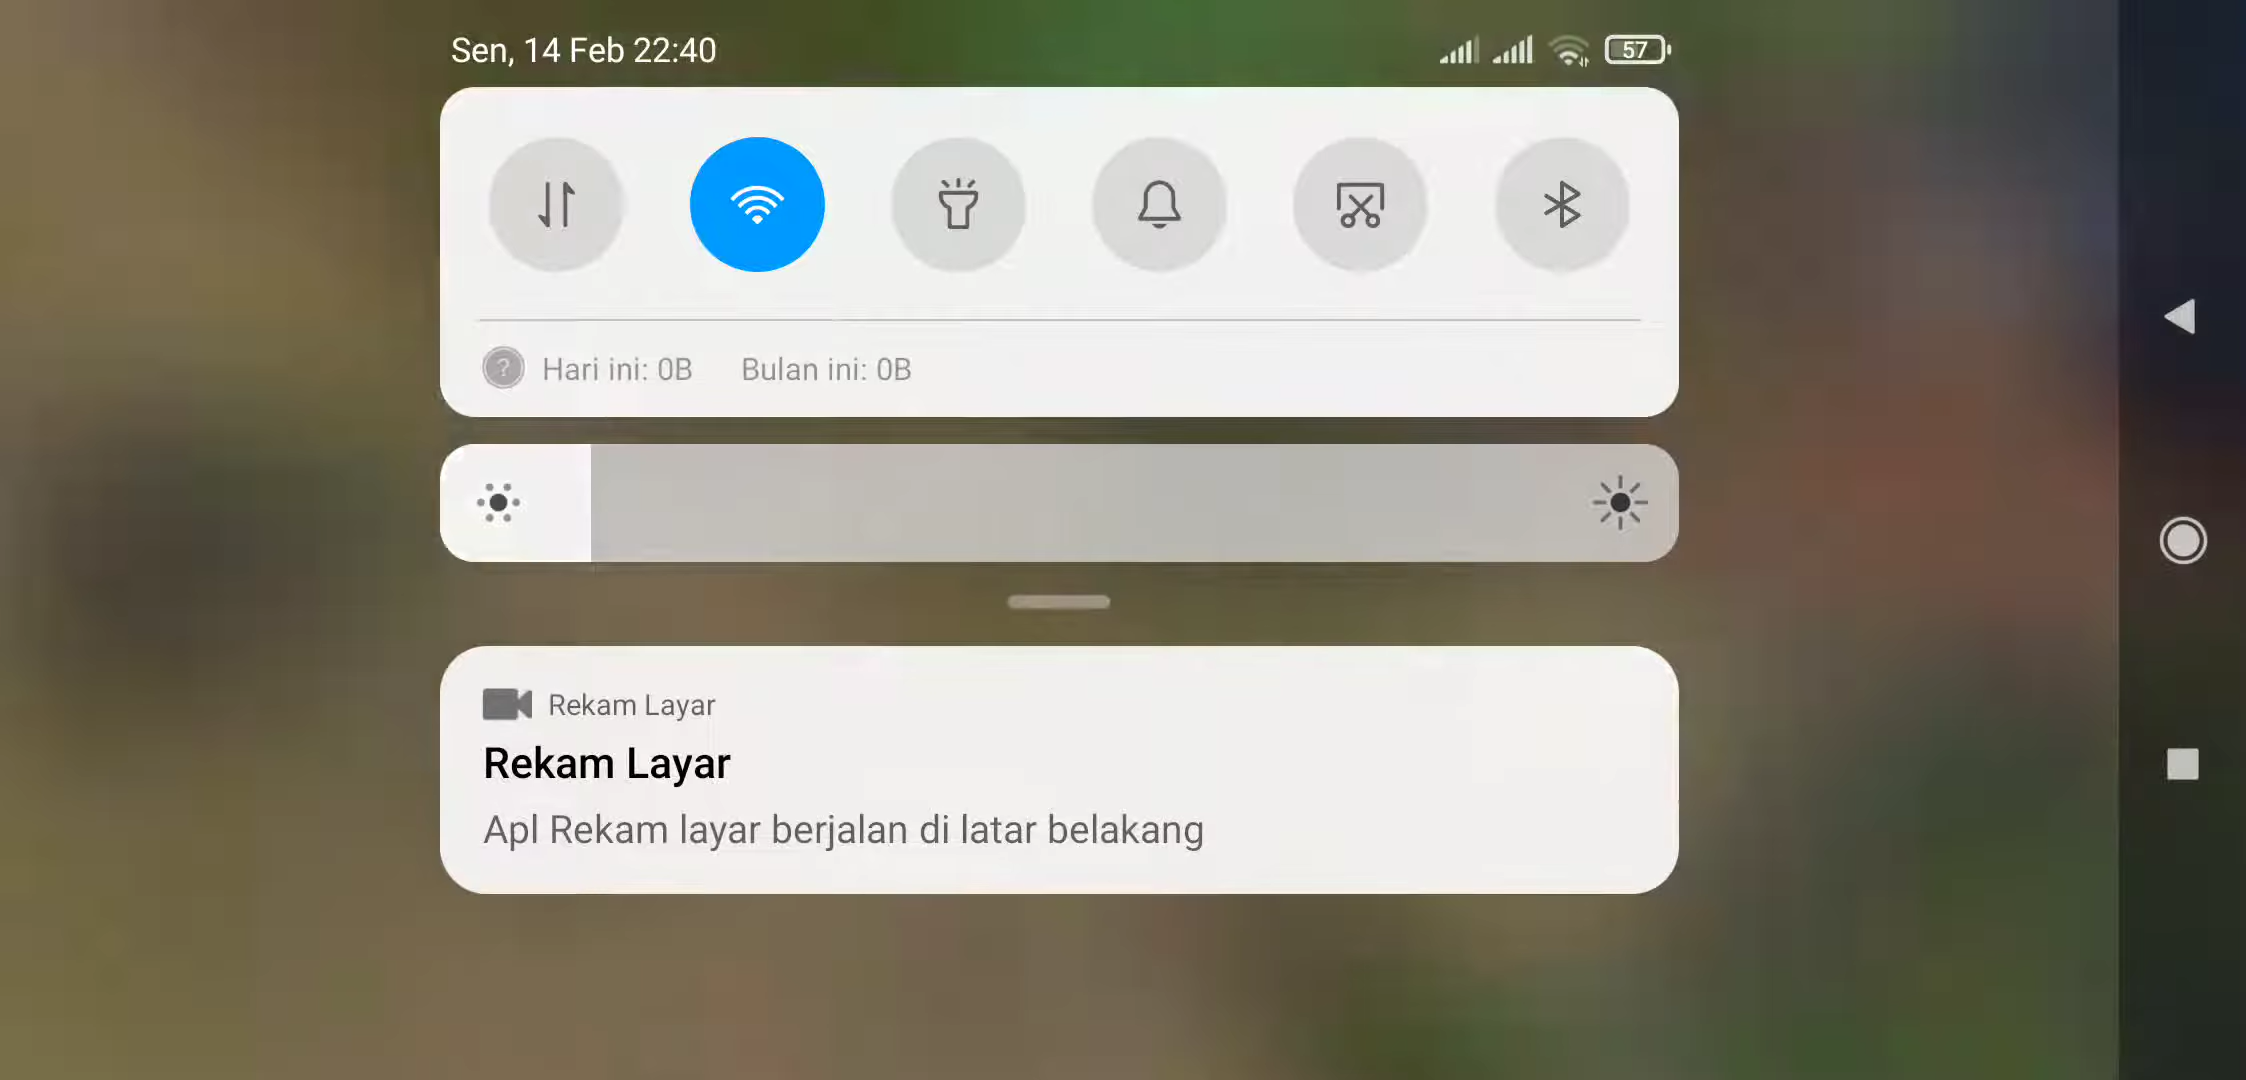 Sen, 14 Feb 22:40
57
Hari ini: 0B Bulan ini: 0B
Rekam Layar
Rekam Layar
Apl Rekam layar berjalan di latar belakang